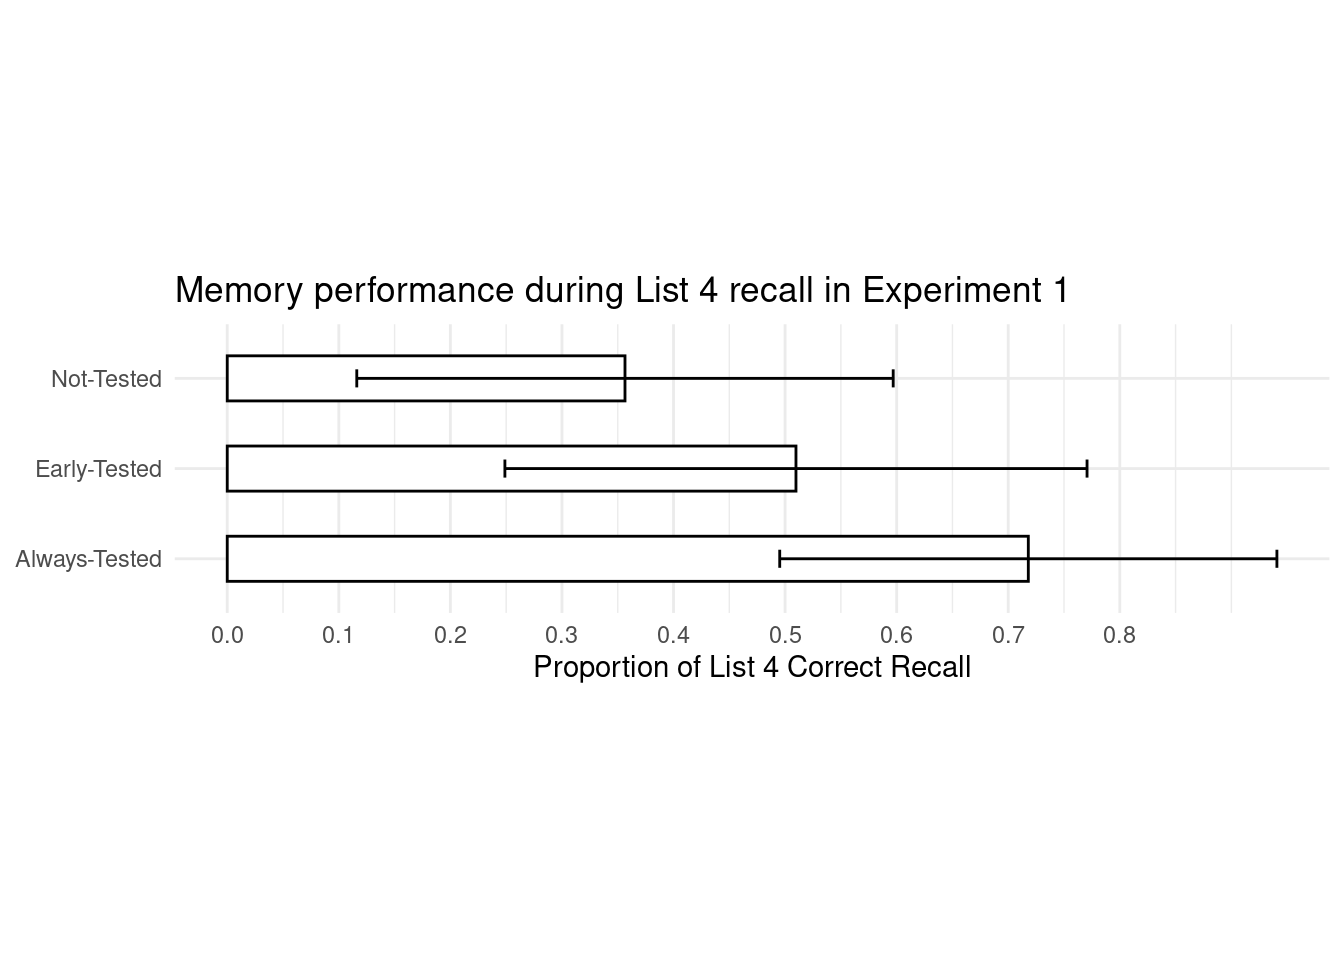 Memory performance during List 4 recall in Experiment 1
Not-Tested
Early-Tested
Always-Tested
0.0 0.1 0.2 0.3 0.4 0.5 0.6 0.7 0.8
Proportion of List 4 Correct Recall